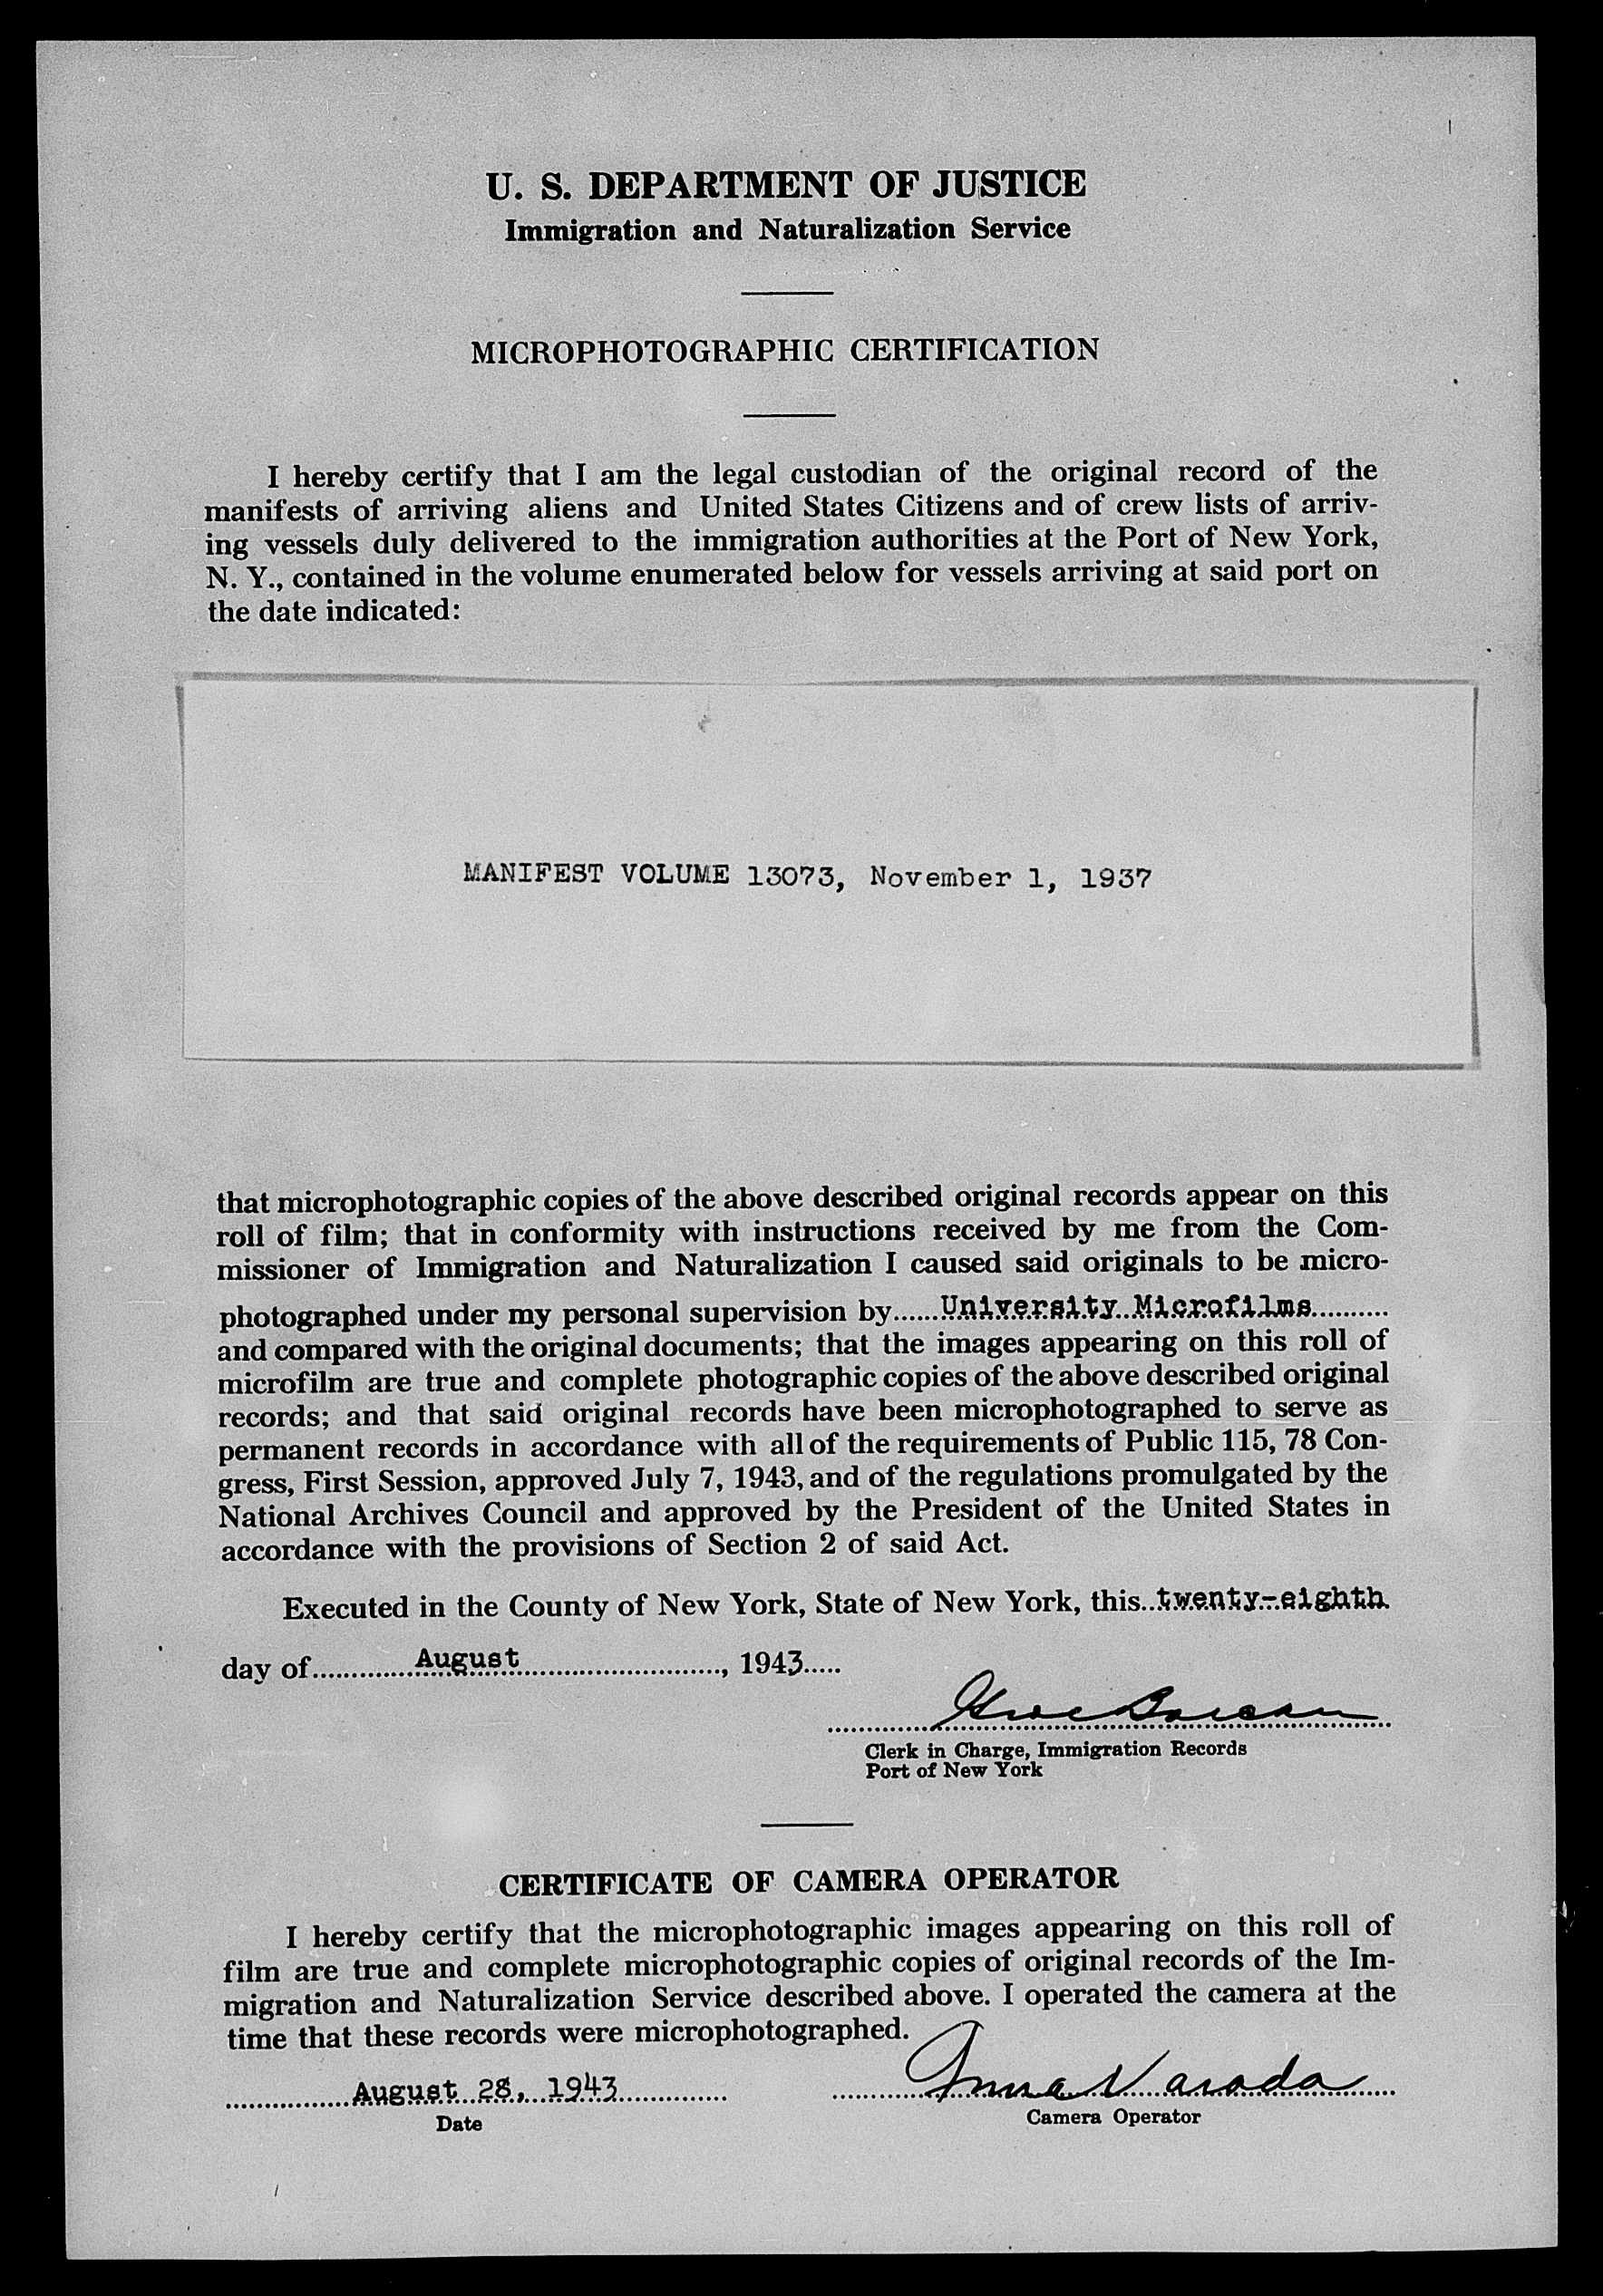 U. S. DEPARTMENT OF JUSTICE
Immigration and Naturalization Service
MICROPHOTOGRAPHIC CERTIFICATION
I hereby certify that I am the legal custodian of the original record of the
manifests of arriving aliens and United States Citizens and of crew lists of arriv-
ing vessels duly delivered to the immigration authorities at the Port of New York,
N. Y., contained in the volume enumerated below for vessels arriving at said port on
the date indicated:
MANIFEST VOLUME 13073, November 1, 1937
that microphotographic copies of the above described original records appear on this
roll of film; that in conformity with instructions received by me from the Com-
missioner of Immigration and Naturalization I caused said originals to be micro-
photographed under my personal supervision by......University Microfilms..........
and compared with the original documents; that the images appearing on this roll of
microfilm are true and complete photographic copies of the above described original
records; and that said original records have been microphotographed to serve as
permanent records in accordance with all of the requirements of Public 115, 78 Con-
gress, First Session, approved July 7, 1943, and of the regulations promulgated by the
National Archives Council and approved by the President of the United States in
accordance with the provisions of Section 2 of said Act.
Executed in the County of New York, State of New York, this..twenty-eighth
day of.............August............................, 1943.....
Clerk in Charge, Immigration Records
Port of New York
CERTIFICATE OF CAMERA OPERATOR
I hereby certify that the microphotographic images appearing on this roll of
film are true and complete microphotographic copies of original records of the Im-
migration and Naturalization Service described above. I operated the camera at the
time that these records were microphotographed.
August 28, 1943
Anna Varada
Date
Camera Operator